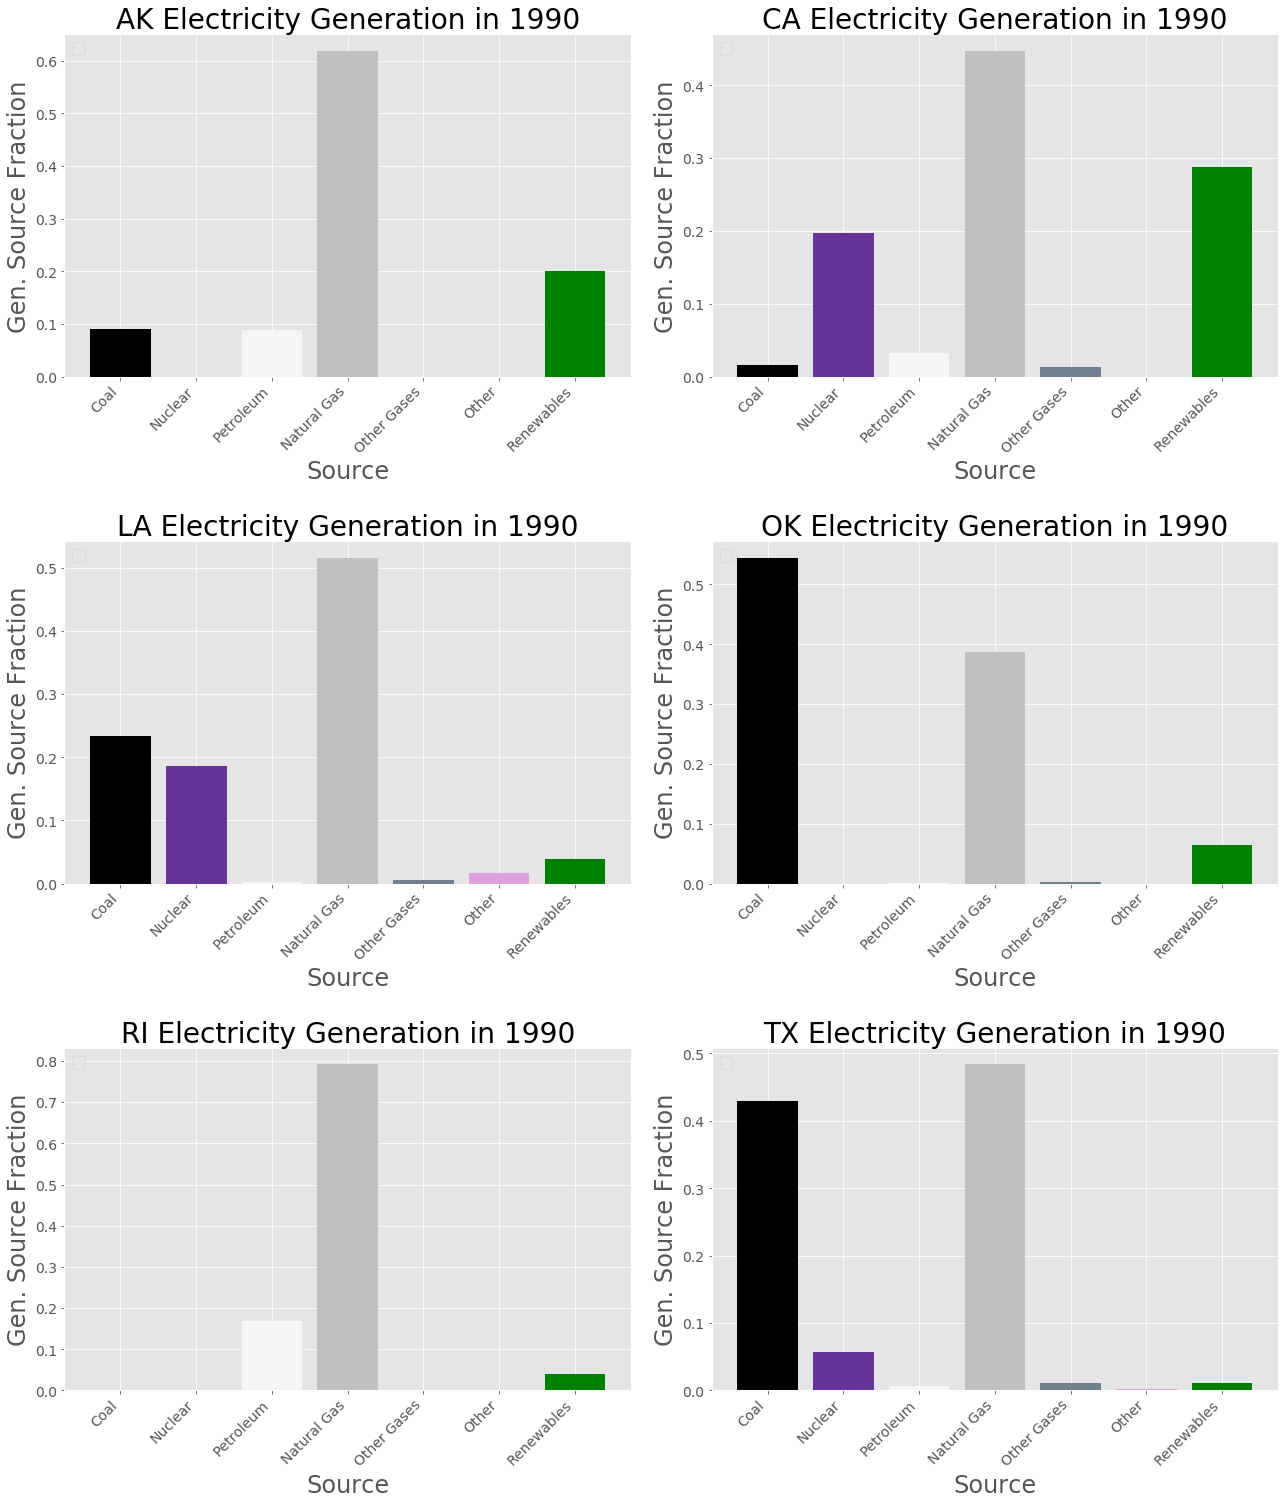 AK Electricity Generation in 1990
Gen. Source Fraction
0.6
0.5
0.4
0.3
0.2
0.1
0.0
Coal
Nuclear
Petroleum
Natural Gas
Other Gases
Other
Renewables
Source
CA Electricity Generation in 1990
Gen. Source Fraction
0.4
0.3
0.2
0.1
0.0
Coal
Nuclear
Petroleum
Natural Gas
Other Gases
Other
Renewables
Source
LA Electricity Generation in 1990
Gen. Source Fraction
0.5
0.4
0.3
0.2
0.1
0.0
Coal
Nuclear
Petroleum
Natural Gas
Other Gases
Other
Renewables
Source
OK Electricity Generation in 1990
Gen. Source Fraction
0.5
0.4
0.3
0.2
0.1
0.0
Coal
Nuclear
Petroleum
Natural Gas
Other Gases
Other
Renewables
Source
RI Electricity Generation in 1990
Gen. Source Fraction
0.8
0.7
0.6
0.5
0.4
0.3
0.2
0.1
0.0
Coal
Nuclear
Petroleum
Natural Gas
Other Gases
Other
Renewables
Source
TX Electricity Generation in 1990
Gen. Source Fraction
0.5
0.4
0.3
0.2
0.1
0.0
Coal
Nuclear
Petroleum
Natural Gas
Other Gases
Other
Renewables
Source